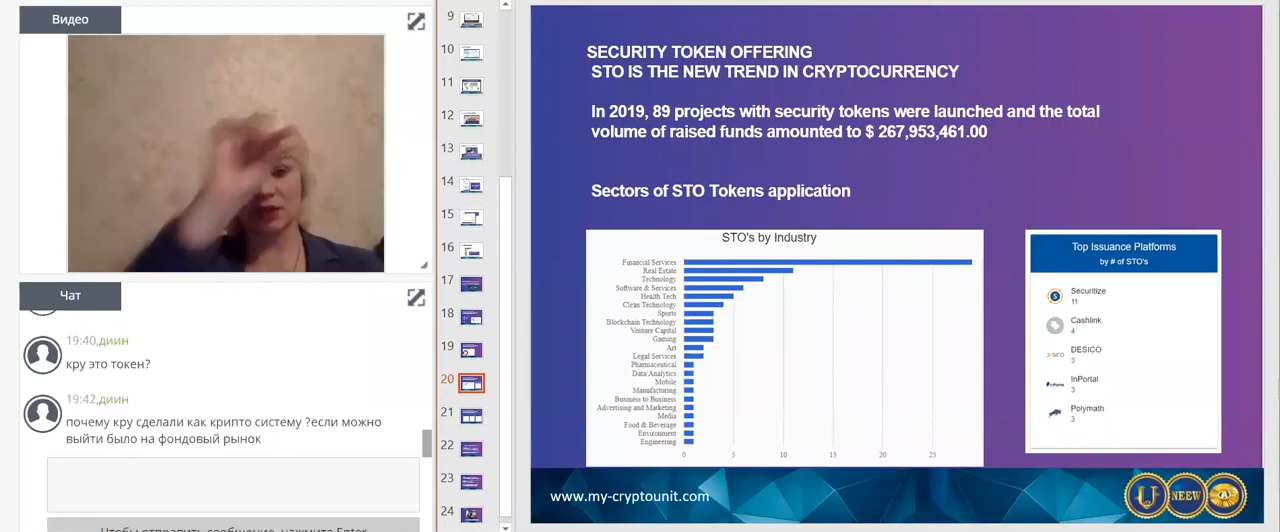 Видео
Чат
19:40,диин
кру это токен?
19:42,диин
почему кру сделали как крипто систему ?если можно
выйти было на фондовый рынок
Чтобы отправить сообщение, нажмите Enter
9
10
11
12
13
14
15
16
17
18
19
20
21
22
23
24
SECURITY TOKEN OFFERING
STO IS THE NEW TREND IN CRYPTOCURRENCY
In 2019, 89 projects with security tokens were launched and the total
volume of raised funds amounted to $ 267,953,461.00
Sectors of STO Tokens application
STO's by Industry
Financial Services
Real Estate
Technology
Software & Services
Health Tech
Clean Technology
Sports
Blockchain Technology
Venture Capital
Gaming
Art
Legal Services
Pharmaceutical
Data/Analytics
Mobile
Manufacturing
Business to Business
Advertising and Marketing
Media
Food & Beverage
Environment
Engineering
0 5 10 15 20 25
Top Issuance Platforms
by # of STO's
Securitize
11
Cashlink
4
DESICO
3
InPortal
3
Polymath
3
www.my-cryptounit.com
U
NEEW